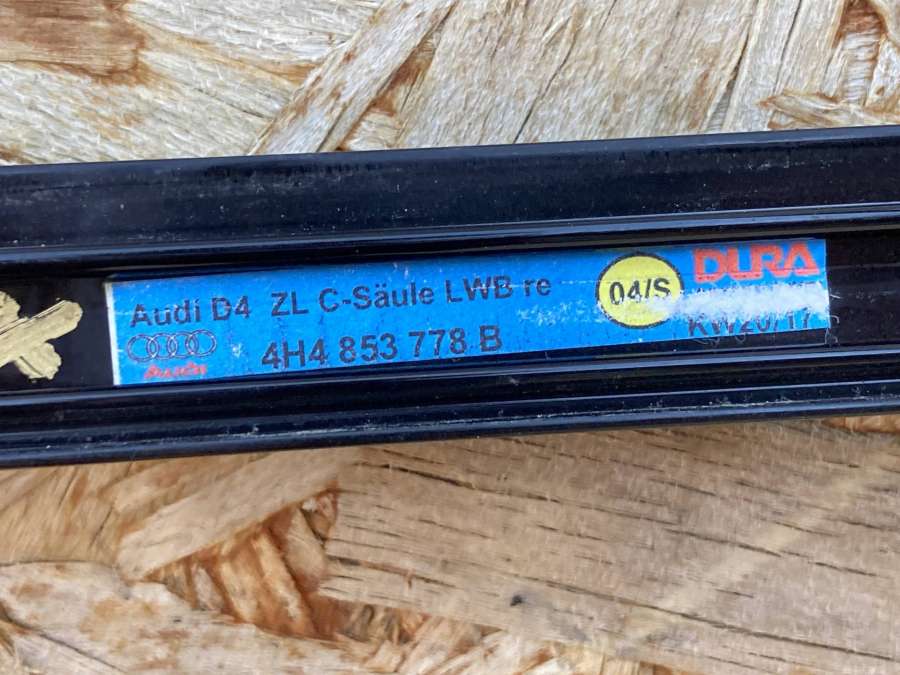 Audi D4 ZL C-Säule LWB re
4H4 853 778 B
04/S
DURA
KW20/17